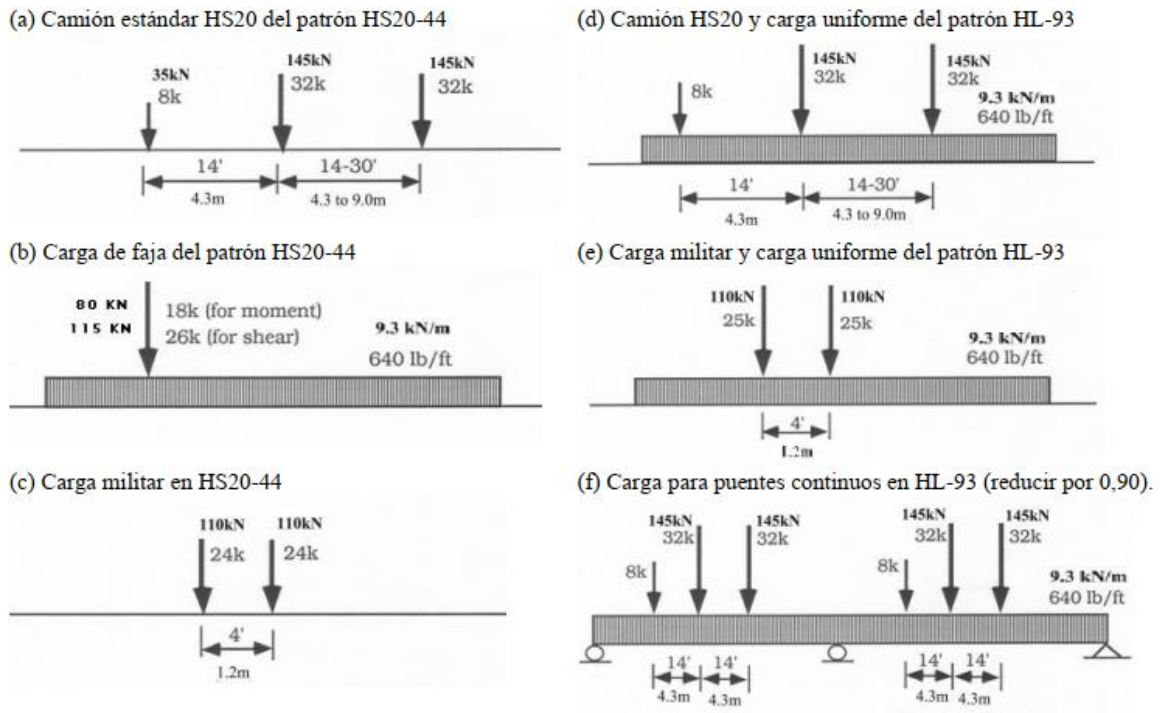 (a) Camión estándar HS20 del patrón HS20-44
35kN
8k
145kN
32k
145kN
32k
14'
14-30'
4.3m
4.3 to 9.0m
(b) Carga de faja del patrón HS20-44
80 KN
115 KN
18k (for moment)
26k (for shear)
9.3 kN/m
640 lb/ft
(c) Carga militar en HS20-44
110kN
24k
110kN
24k
4'
1.2m
(d) Camión HS20 y carga uniforme del patrón HL-93
8k
145kN
32k
145kN
32k
9.3 kN/m
640 lb/ft
14'
14-30'
4.3m
4.3 to 9.0m
(e) Carga militar y carga uniforme del patrón HL-93
110kN
25k
110kN
25k
9.3 kN/m
640 lb/ft
4'
1.2m
(f) Carga para puentes continuos en HL-93 (reducir por 0,90).
8k
145kN
32k
145kN
32k
8k
145kN
32k
145kN
32k
9.3 kN/m
640 lb/ft
14'
14'
4.3m
4.3m
14'
14'
4.3m
4.3m